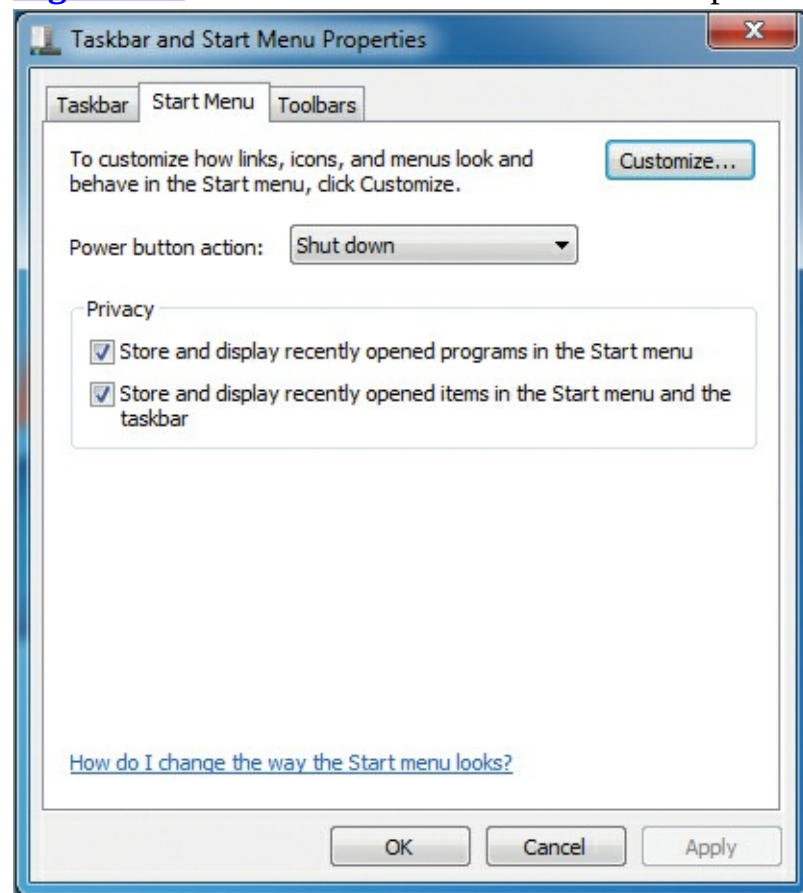 Taskbar and Start Menu Properties
Taskbar Start Menu Toolbars
To customize how links, icons, and menus look and
behave in the Start menu, click Customize.
Customize...
Power button action: Shut down
Privacy
Store and display recently opened programs in the Start menu
Store and display recently opened items in the Start menu and the
taskbar
How do I change the way the Start menu looks?
OK Cancel Apply